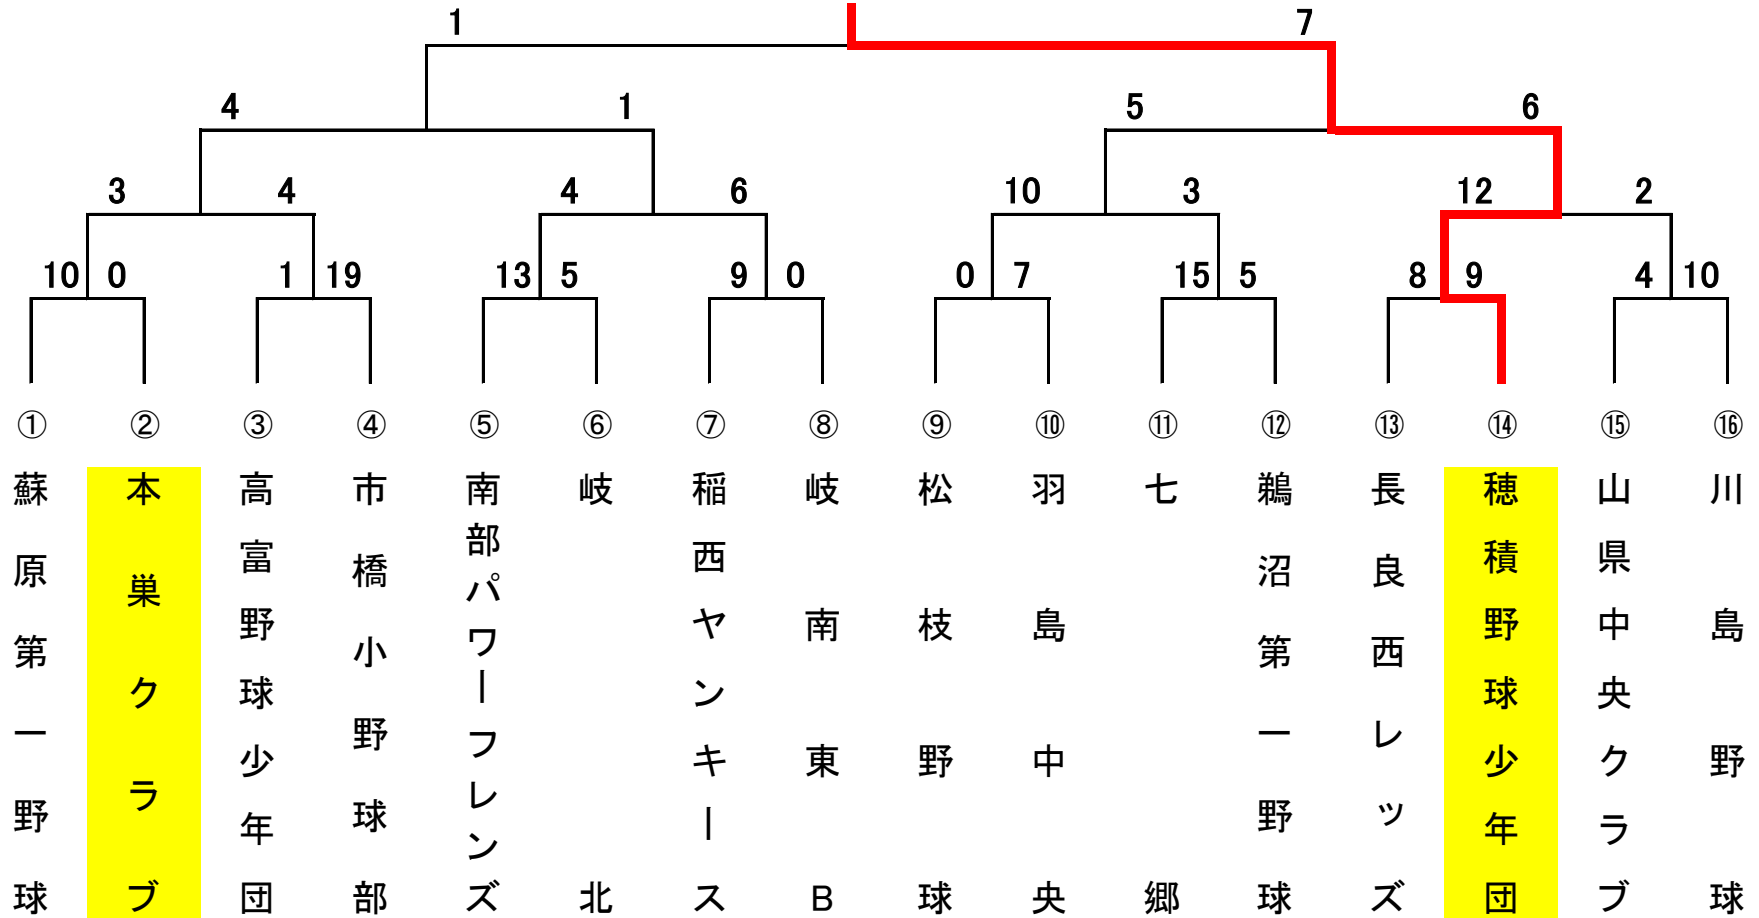 1 7
4 1 5 6
3 4 4 6 10 3 12 2
10 0 1 19 13 5 9 0 0 7 15 5 8 9 4 10
① ② ③ ④ ⑤ ⑥ ⑦ ⑧ ⑨ ⑩ ⑪ ⑫ ⑬ ⑭ ⑮ ⑯
蘇原第一野球
本巣クラブ
高富野球少年団
市橋小野球部
南部パワーフレンズ
岐北
稲西ヤンキース
岐南東B
松枝野球
羽島中央
七郷
鵜沼第一野球
長良西レッズ
穂積野球少年団
山県中央クラブ
川島野球